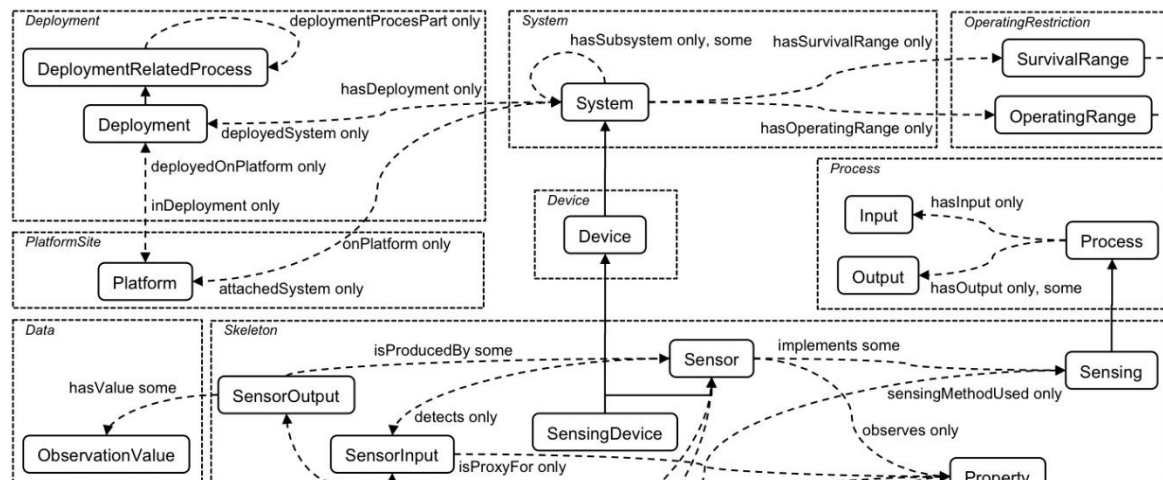 Deployment
deploymentProcesPart only
DeploymentRelatedProcess
hasDeployment only
Deployment
deployedSystem only
deployedOnPlatform only
inDeployment only
System
hasSubsystem only, some
hasSurvivalRange only
System
hasOperatingRange only
OperatingRestriction
SurvivalRange
OperatingRange
Device
Device
Process
hasInput only
Input
Process
Output
hasOutput only, some
PlatformSite
onPlatform only
Platform
attachedSystem only
Data
hasValue some
ObservationValue
Skeleton
isProducedBy some
Sensor
implements some
Sensing
SensorOutput
sensingMethodUsed only
detects only
SensingDevice
observes only
SensorInput
isProxyFor only
Property